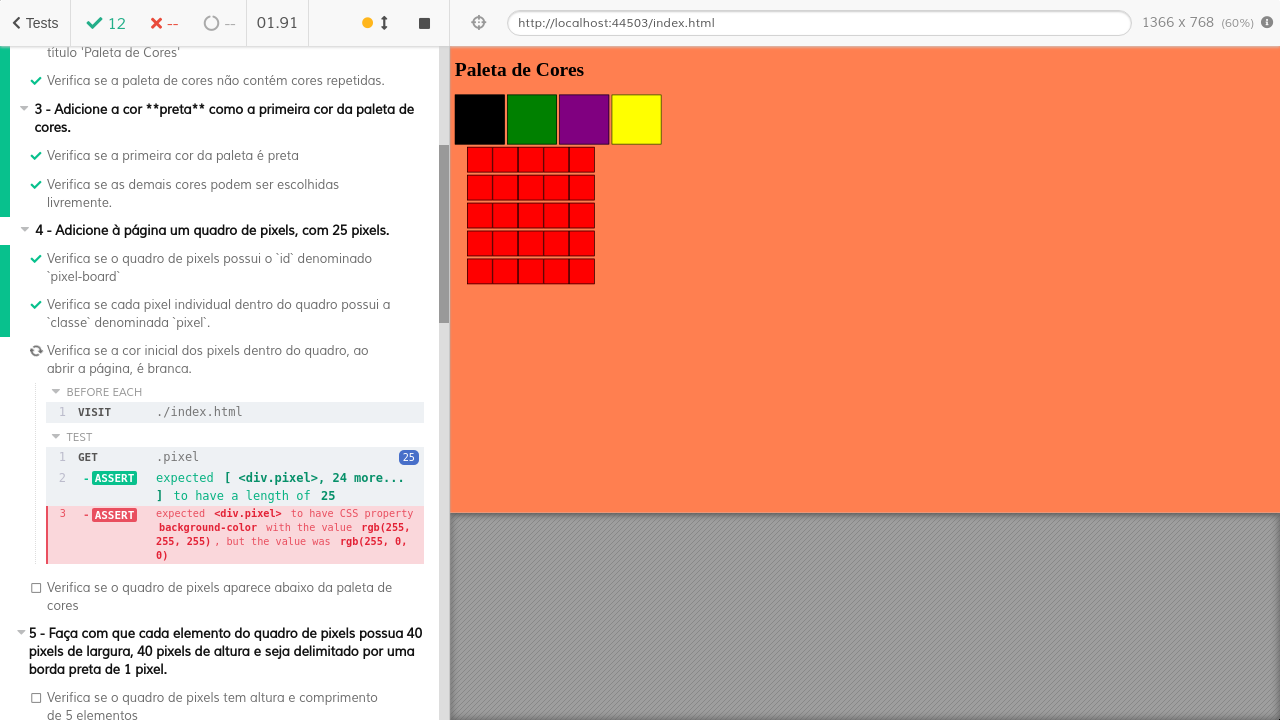 Tests
12
--
--
01.91
http://localhost:44503/index.html
1366 x 768 (60%)
título 'Paleta de Cores'
Verifica se a paleta de cores não contém cores repetidas.
3 - Adicione a cor **preta** como a primeira cor da paleta de
cores.
Verifica se a primeira cor da paleta é preta
Verifica se as demais cores podem ser escolhidas
livremente.
4 - Adicione à página um quadro de pixels, com 25 pixels.
Verifica se o quadro de pixels possui o `id` denominado
`pixel-board`
Verifica se cada pixel individual dentro do quadro possui a
`classe` denominada `pixel`.
Verifica se a cor inicial dos pixels dentro do quadro, ao
abrir a página, é branca.
BEFORE EACH
1 VISIT ./index.html
TEST
1 GET .pixel 25
2 -ASSERT expected [ <div.pixel>, 24 more...
] to have a length of 25
3 -ASSERT expected <div.pixel> to have CSS property
background-color with the value rgb(255,
255, 255) , but the value was rgb(255, 0,
0)
Verifica se o quadro de pixels aparece abaixo da paleta de
cores
5 - Faça com que cada elemento do quadro de pixels possua 40
pixels de largura, 40 pixels de altura e seja delimitado por uma
borda preta de 1 pixel.
Verifica se o quadro de pixels tem altura e comprimento
de 5 elementos
Paleta de Cores